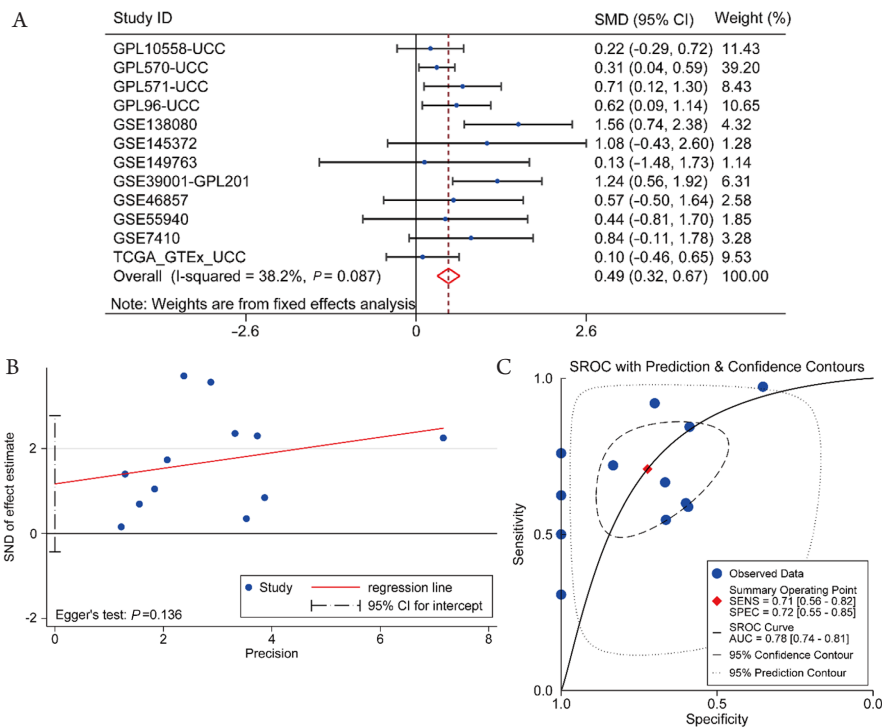 A
Study ID SMD (95% CI) Weight (%)
GPL10558-UCC 0.22 (-0.29, 0.72) 11.43
GPL570-UCC 0.31 (0.04, 0.59) 39.20
GPL571-UCC 0.71 (0.12, 1.30) 8.43
GPL96-UCC 0.62 (0.09, 1.14) 10.65
GSE138080 1.56 (0.74, 2.38) 4.32
GSE145372 1.08 (-0.43, 2.60) 1.28
GSE149763 0.13 (-1.48, 1.73) 1.14
GSE39001-GPL201 1.24 (0.56, 1.92) 6.31
GSE46857 0.57 (-0.50, 1.64) 2.58
GSE55940 0.44 (-0.81, 1.70) 1.85
GSE7410 0.84 (-0.11, 1.78) 3.28
TCGA_GTEx_UCC 0.10 (-0.46, 0.65) 9.53
Overall (I-squared = 38.2%, P = 0.087) 0.49 (0.32, 0.67) 100.00
Note: Weights are from fixed effects analysis
-2.6 0 2.6
B
SND of effect estimate
2
0
-2
Study
regression line
95% CI for intercept
Egger's test: P=0.136
0 2 4 6 8
Precision
C
SROC with Prediction & Confidence Contours
Sensitivity
1.0
0.5
0.0
Observed Data
Summary Operating Point
SENS = 0.71 [0.56 - 0.82]
SPEC = 0.72 [0.55 - 0.85]
SROC Curve
AUC = 0.78 [0.74 - 0.81]
95% Confidence Contour
95% Prediction Contour
1.0 0.5 0.0
Specificity